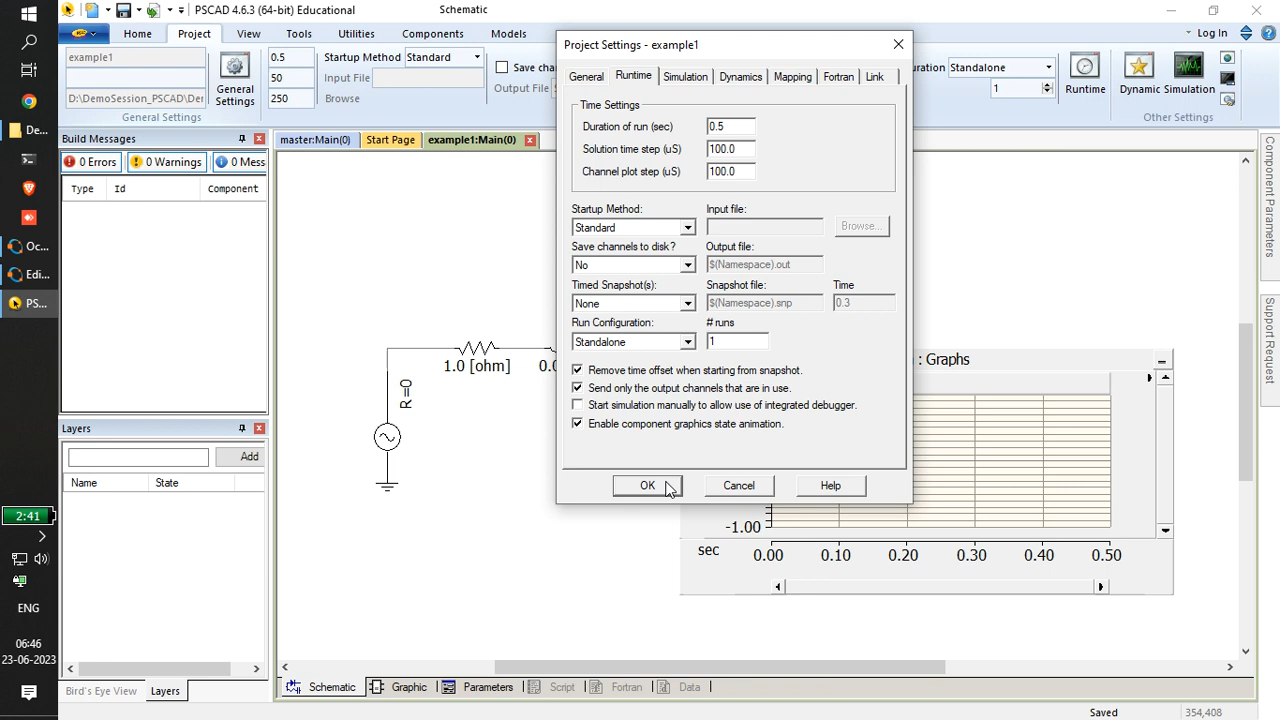 PSCAD 4.6.3 (64-bit) Educational
Schematic
Home
Project
View
Tools
Utilities
Components
Models
Log In
example1
0.5
Startup Method
Standard
Save chan
uration
Standalone
50
Input File
D:\DemoSession_PSCAD\Der
250
Browse
Output File
1
General
Settings
Runtime
Dynamics
Simulation
General Settings
Other Settings
Project Settings - example1
General
Runtime
Simulation
Dynamics
Mapping
Fortran
Link
Time Settings
Duration of run (sec)
0.5
Solution time step (uS)
100.0
Channel plot step (uS)
100.0
Startup Method:
Input file:
Standard
Browse...
Save channels to disk?
Output file:
No
$(Namespace).out
Timed Snapshot(s):
Snapshot file:
Time
None
$(Namespace).snp
0.3
Run Configuration:
# runs
Standalone
1
Remove time offset when starting from snapshot.
Send only the output channels that are in use.
Start simulation manually to allow use of integrated debugger.
Enable component graphics state animation.
OK
Cancel
Help
Build Messages
0 Errors
0 Warnings
0 Mess
Type
Id
Component
master:Main(0)
Start Page
example1:Main(0)
Layers
Add
Name
State
Bird's Eye View
Layers
R=0
1.0 [ohm]
0.0
: Graphs
-1.00
sec
0.00
0.10
0.20
0.30
0.40
0.50
Component Parameters
Support Request
Schematic
Graphic
Parameters
Script
Fortran
Data
Saved
354,408
De...
Oc...
Edi...
PS...
2:41
ENG
06:46
23-06-2023